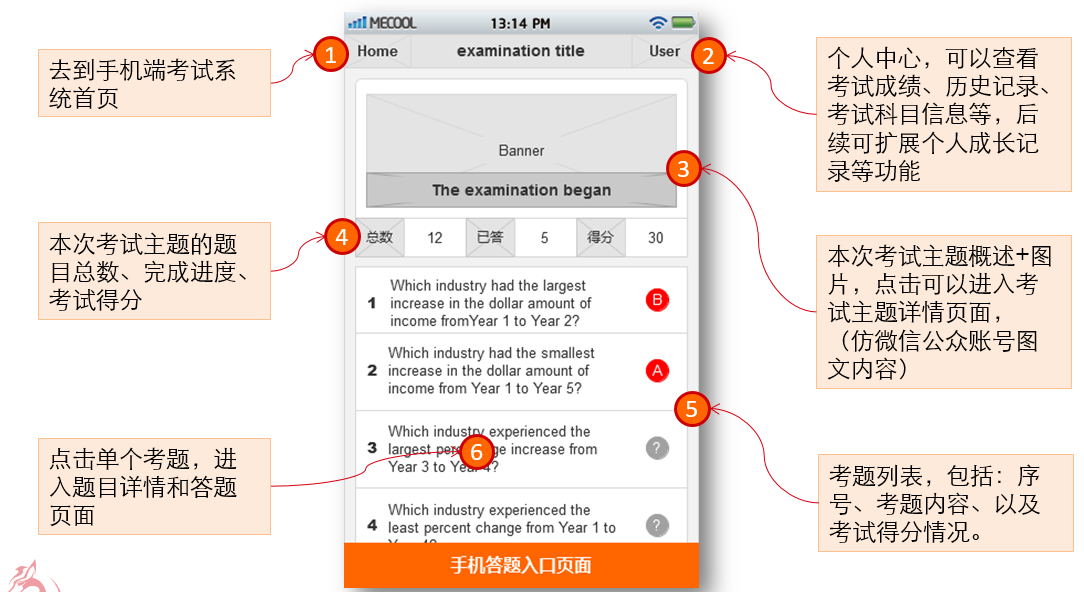 MECOOL 13:14 PM
Home examination title User
Banner
The examination began
总数 12 已答 5 得分 30
1 Which industry had the largest
increase in the dollar amount of
income fromYear 1 to Year 2?
B
2 Which industry had the smallest
increase in the dollar amount of
income from Year 1 to Year 5?
A
3 Which industry experienced the
largest increase from
Year 3 to Year 4?
?
4 Which industry experienced the
least percent change from Year 1 to
?
手机答题入口页面
1
去到手机端考试系
统首页
2
个人中心，可以查看
考试成绩、历史记录、
考试科目信息等，后
续可扩展个人成长记
录等功能
3
本次考试主题概述+图
片，点击可以进入考
试主题详情页面，
（仿微信公众账号图
文内容）
4
本次考试主题的题
目总数、完成进度、
考试得分
5
考题列表，包括：序
号、考题内容、以及
考试得分情况。
6
点击单个考题，进
入题目详情和答题
页面